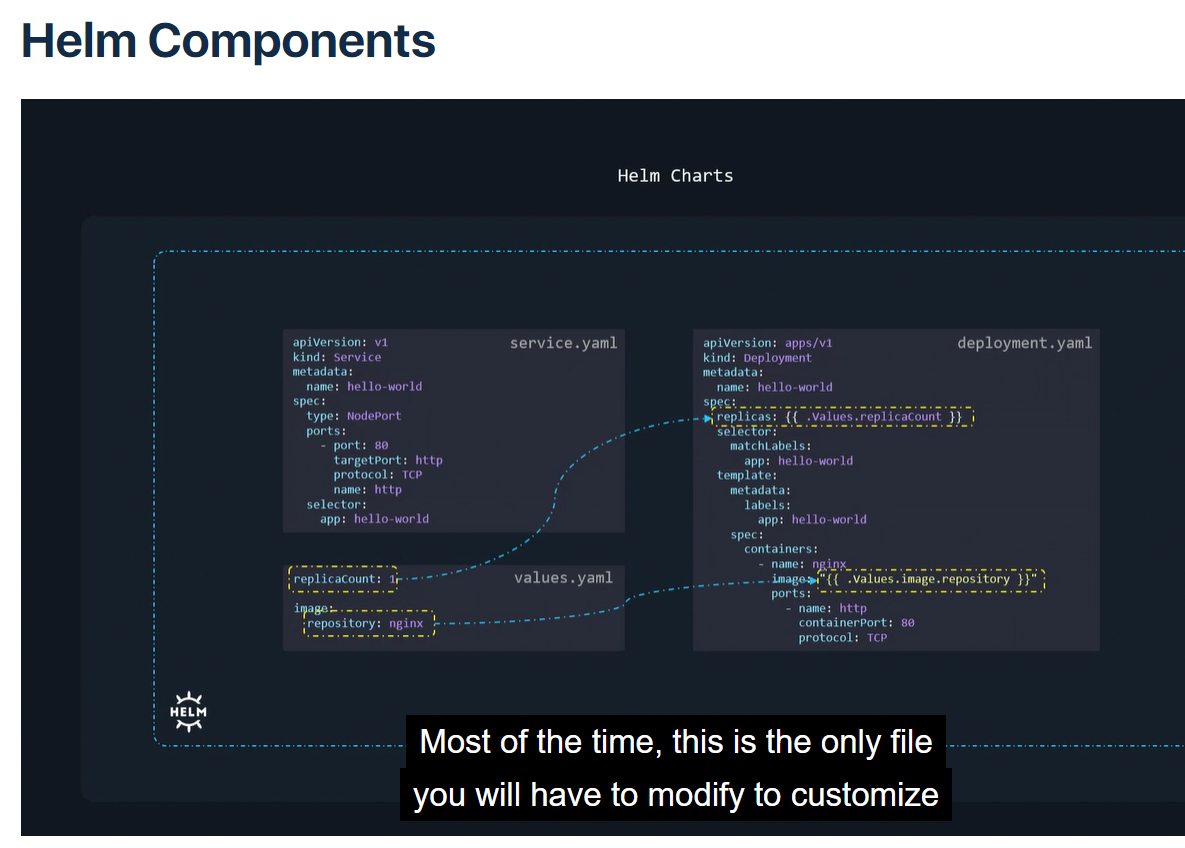 Helm Components
Helm Charts
service.yaml
apiVersion: v1
kind: Service
metadata:
  name: hello-world
spec:
  type: NodePort
  ports:
    - port: 80
      targetPort: http
      protocol: TCP
      name: http
  selector:
    app: hello-world
values.yaml
replicaCount: 1
image:
  repository: nginx
deployment.yaml
apiVersion: apps/v1
kind: Deployment
metadata:
  name: hello-world
spec:
  replicas: {{ .Values.replicaCount }}
  selector:
    matchLabels:
      app: hello-world
  template:
    metadata:
      labels:
        app: hello-world
    spec:
      containers:
        - name: nginx
          image: "{{ .Values.image.repository }}"
          ports:
            - name: http
              containerPort: 80
              protocol: TCP
HELM
Most of the time, this is the only file
you will have to modify to customize